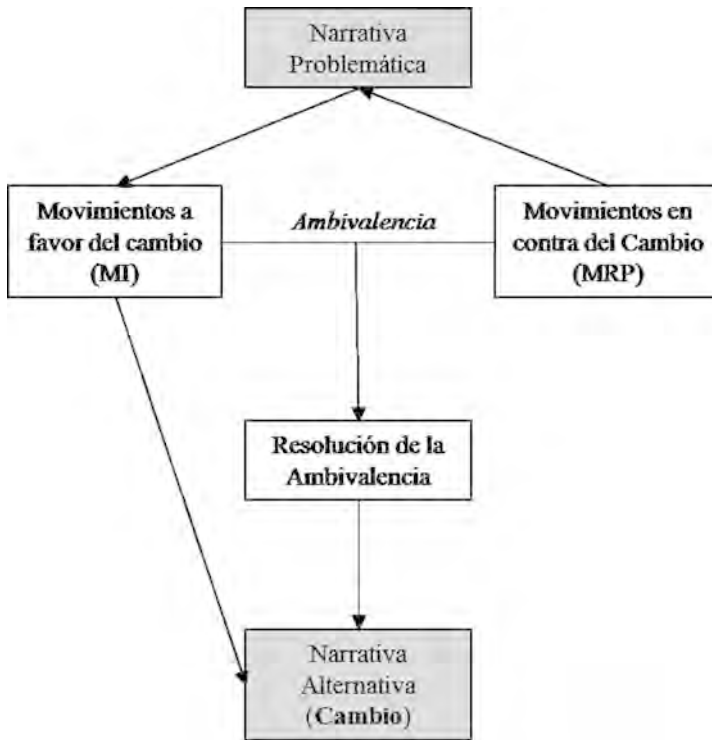 Narrativa
Problemática
Movimientos a
favor del cambio
(MI)
Ambivalencia
Movimientos en
contra del Cambio
(MRP)
Resolución de la
Ambivalencia
Narrativa
Alternativa
(Cambio)